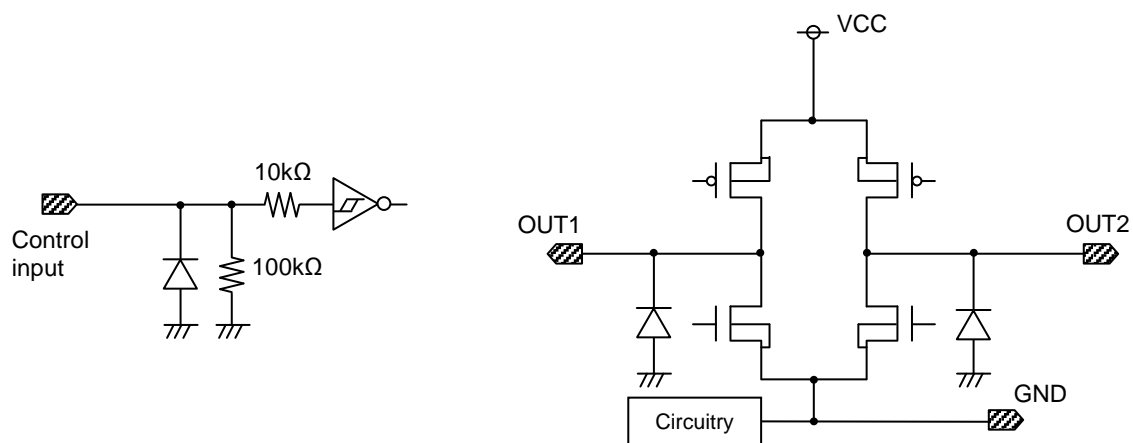 VCC
10kΩ
Control
input
100kΩ
OUT1
OUT2
GND
Circuitry